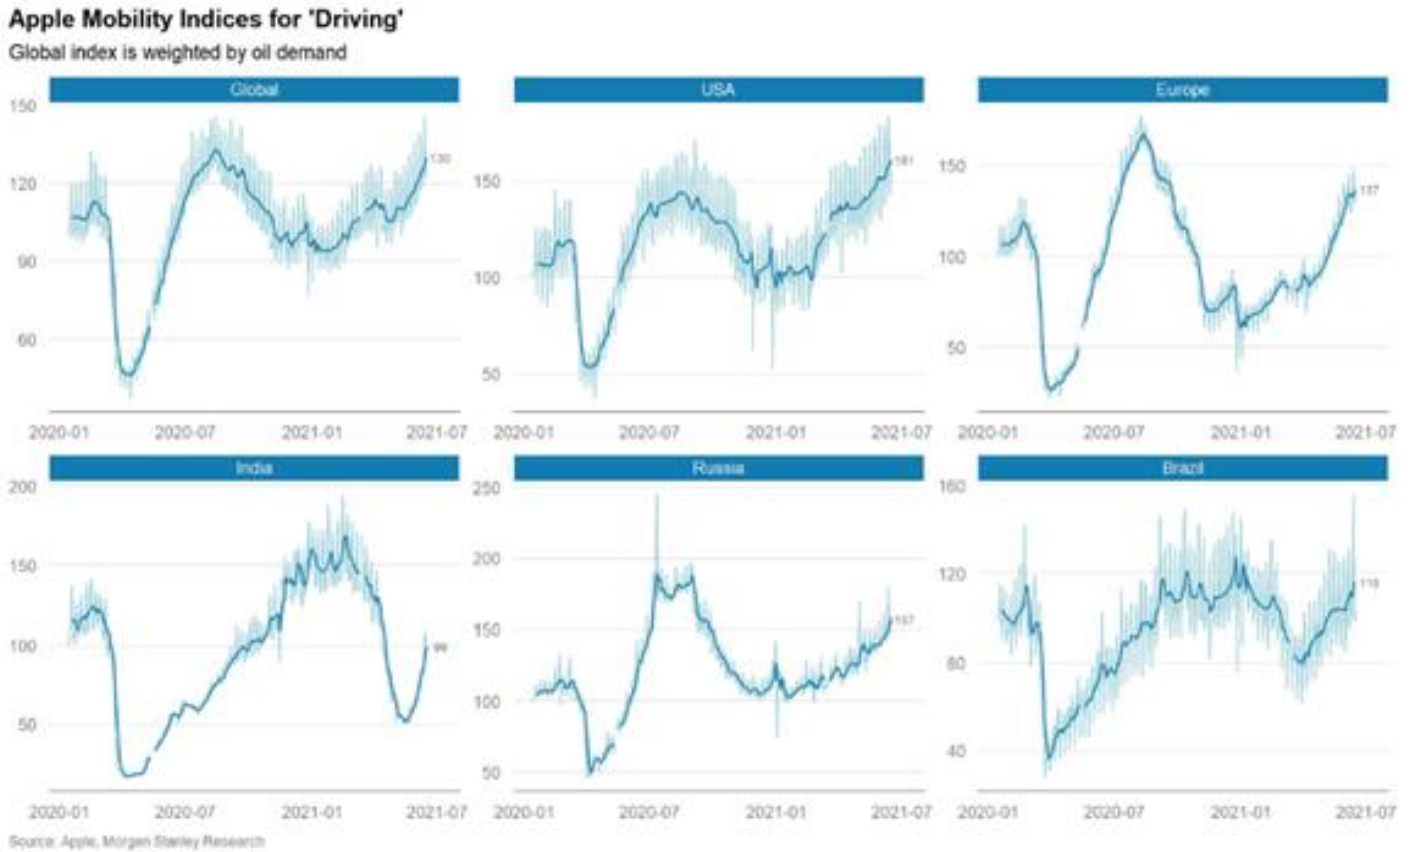 Apple Mobility Indices for 'Driving'
Global index is weighted by oil demand
Global
USA
Europe
150
120
90
60
130
2020-01 2020-07 2021-01 2021-07
150
100
50
161
2020-01 2020-07 2021-01 2021-07
150
100
50
137
2020-01 2020-07 2021-01 2021-07
India
Russia
Brazil
200
150
100
50
99
2020-01 2020-07 2021-01 2021-07
250
200
150
100
50
157
2020-01 2020-07 2021-01 2021-07
160
120
80
40
2020-01 2020-07 2021-01 2021-07
Source: Apple, Morgan Stanley Research